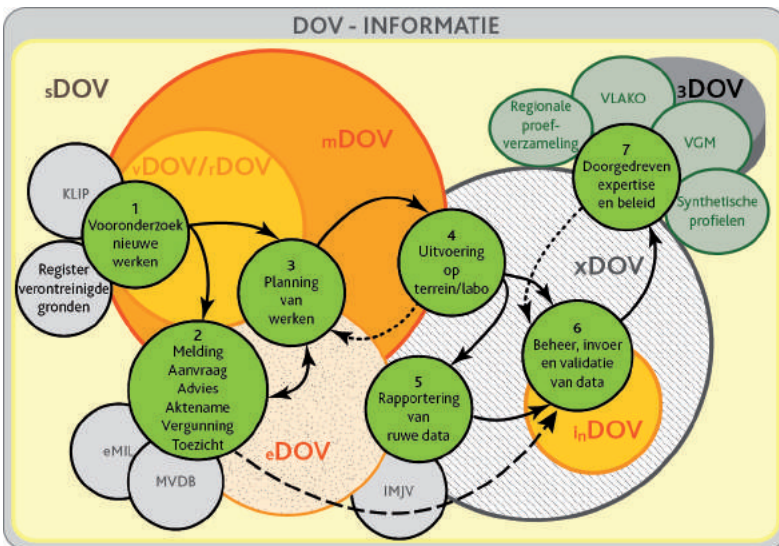 DOV - INFORMATIE
sDOV
mDOV
vDOV/rDOV
3DOV
VLAKO
Regionale
proef-
verzameling
VGM
KLIP
7
Doorgedreven
expertise
en beleid
Synthetische
profielen
1
Vooronderzoek
nieuwe
werken
4
Uitvoering
op
terrein/labo
xDOV
Register
verontreinigde
gronden
3
Planning
van
werken
6
Beheer, invoer
en validatie
van data
2
Melding
Aanvraag
Advies
Aktename
Vergunning
Toezicht
5
Rapportering
van
ruwe data
inDOV
eDOV
eMIL
MVDB
IMJV